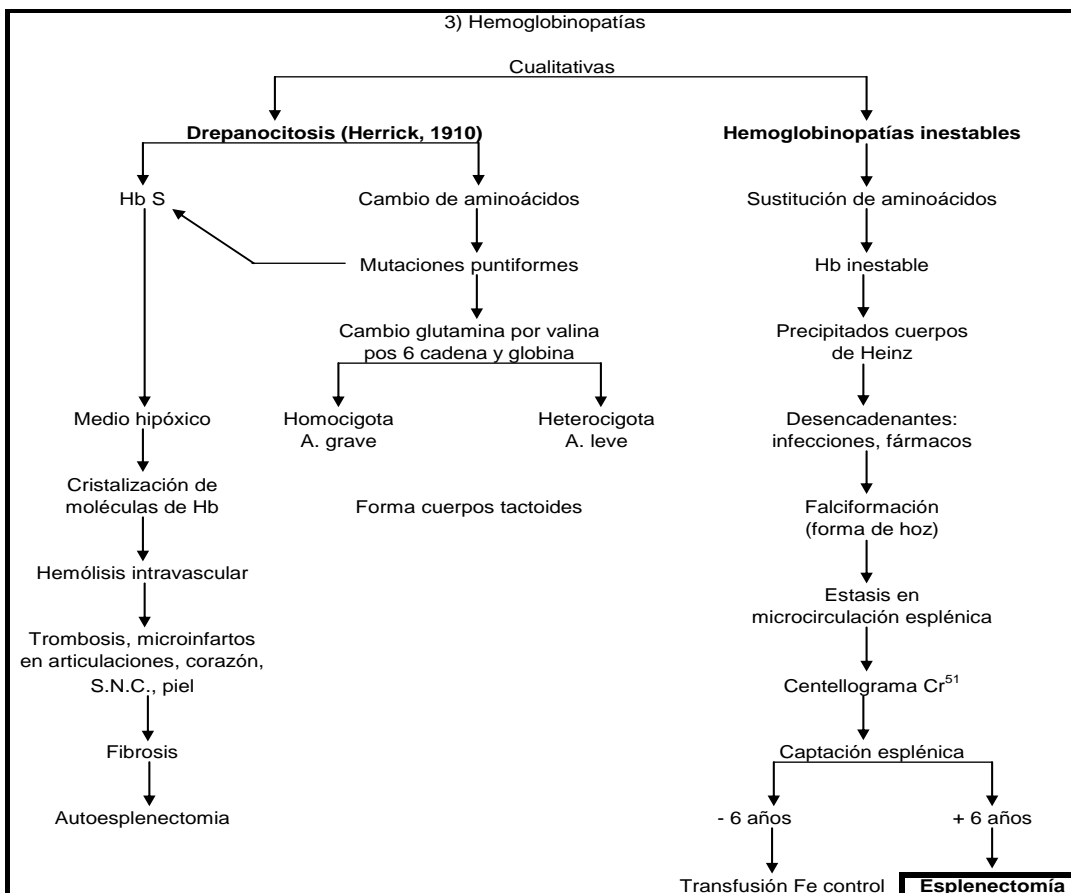 3) Hemoglobinopatías
Cualitativas
Drepanocitosis (Herrick, 1910)
Hemoglobinopatías inestables
Hb S
Cambio de aminoácidos
Sustitución de aminoácidos
Mutaciones puntiformes
Hb inestable
Cambio glutamina por valina
pos 6 cadena y globina
Precipitados cuerpos
de Heinz
Medio hipóxico
Homocigota
A. grave
Heterocigota
A. leve
Desencadenantes:
infecciones, fármacos
Cristalización de
moléculas de Hb
Forma cuerpos tactoides
Falciformación
(forma de hoz)
Hemólisis intravascular
Estasis en
microcirculación esplénica
Trombosis, microinfartos
en articulaciones, corazón,
S.N.C., piel
Centellograma Cr51
Fibrosis
Captación esplénica
Autoesplenectomia
- 6 años
+ 6 años
Transfusión Fe control
Esplenectomía